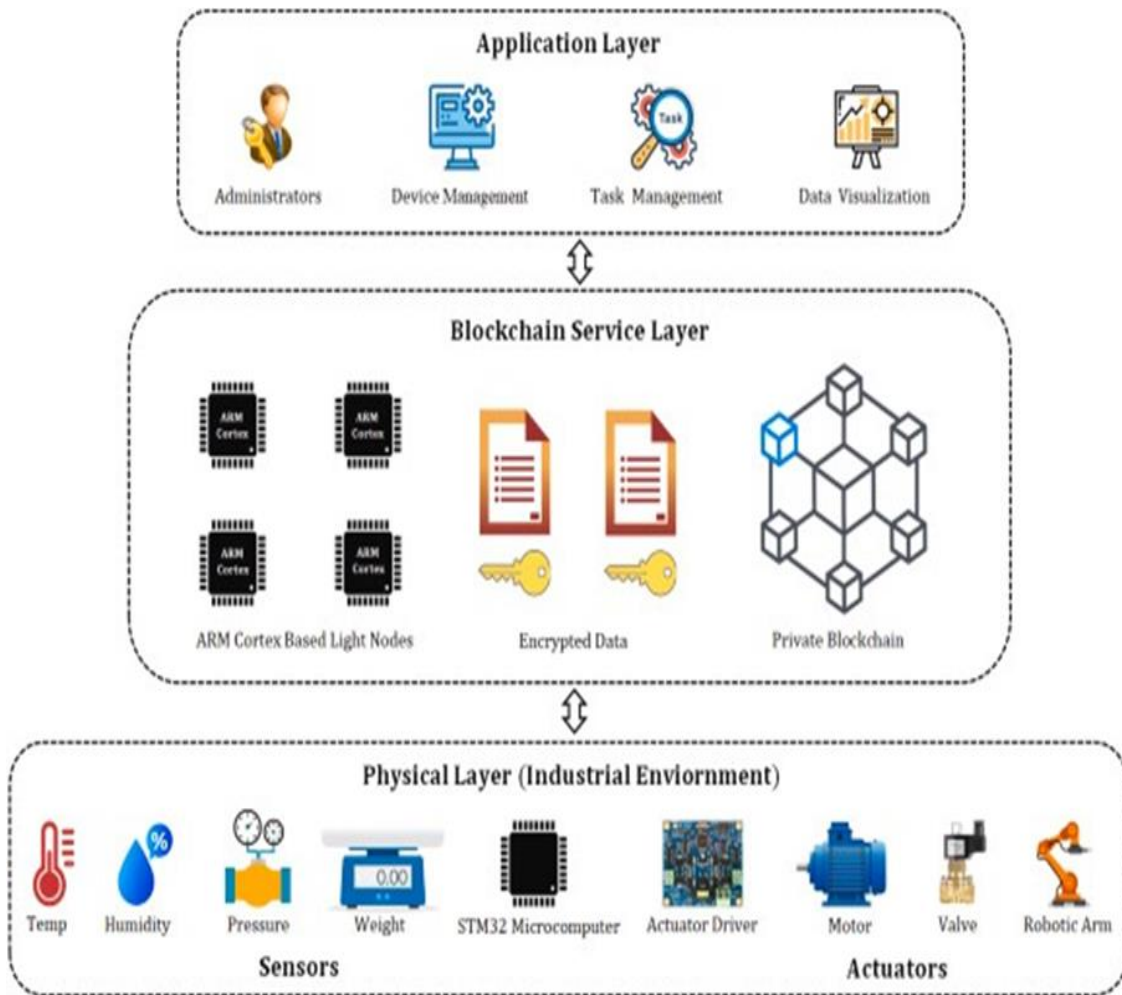 Application Layer
Task
Administrators
Device Management
Task Management
Data Visualization
Blockchain Service Layer
ARM
Cortex
ARM
Cortex
ARM
Cortex
ARM
Cortex
ARM Cortex Based Light Nodes
Encrypted Data
Private Blockchain
Physical Layer (Industrial Enviornment)
%
0.00
Temp
Humidity
Pressure
Weight
STM32 Microcomputer
Actuator Driver
Motor
Valve
Robotic Arm
Sensors
Actuators